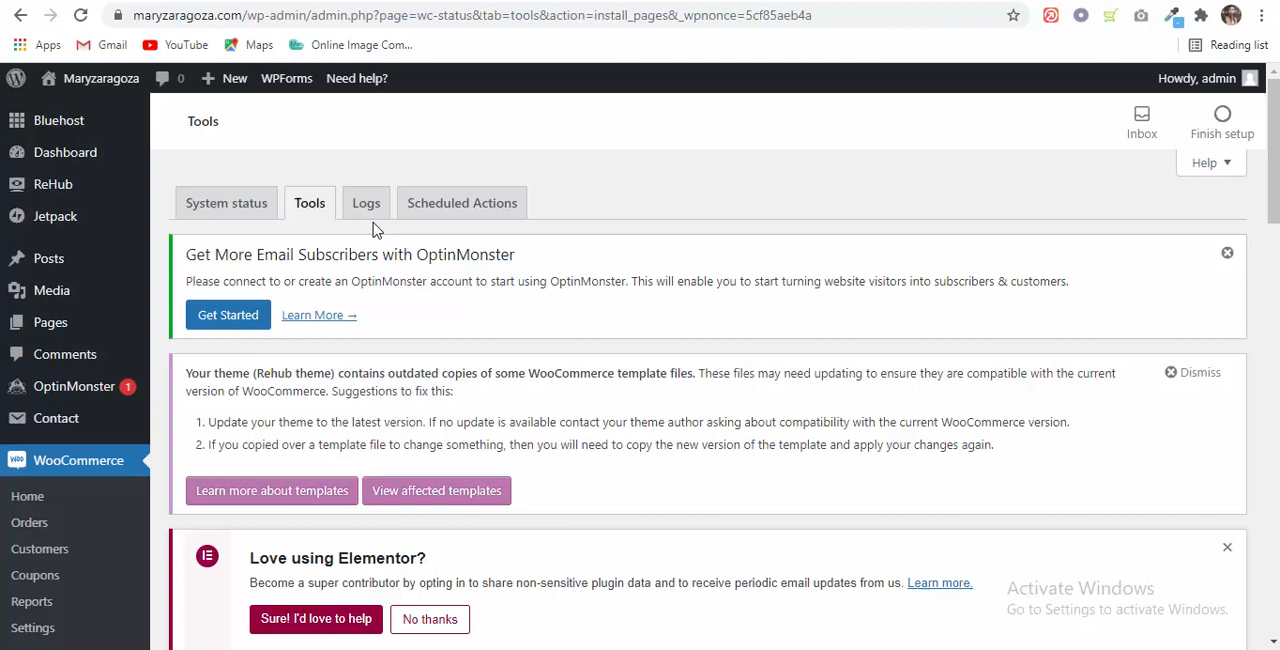 maryzaragoza.com/wp-admin/admin.php?page=wc-status&tab=tools&action=install_pages&_wpnonce=5cf85aeb4a
Apps Gmail YouTube Maps Online Image Com... Reading list
Maryzaragoza 0 New WPForms Need help? Howdy, admin
Bluehost
Dashboard
ReHub
Jetpack
Posts
Media
Pages
Comments
OptinMonster 1
Contact
WooCommerce
Home
Orders
Customers
Coupons
Reports
Settings
Tools
Inbox
Finish setup
Help
System status Tools Logs Scheduled Actions
Get More Email Subscribers with OptinMonster
Please connect to or create an OptinMonster account to start using OptinMonster. This will enable you to start turning website visitors into subscribers & customers.
Get Started Learn More →
Your theme (Rehub theme) contains outdated copies of some WooCommerce template files. These files may need updating to ensure they are compatible with the current
version of WooCommerce. Suggestions to fix this:
Dismiss
1. Update your theme to the latest version. If no update is available contact your theme author asking about compatibility with the current WooCommerce version.
2. If you copied over a template file to change something, then you will need to copy the new version of the template and apply your changes again.
Learn more about templates View affected templates
Love using Elementor?
Become a super contributor by opting in to share non-sensitive plugin data and to receive periodic email updates from us. Learn more.
Sure! I'd love to help No thanks
Activate Windows
Go to Settings to activate Windows.